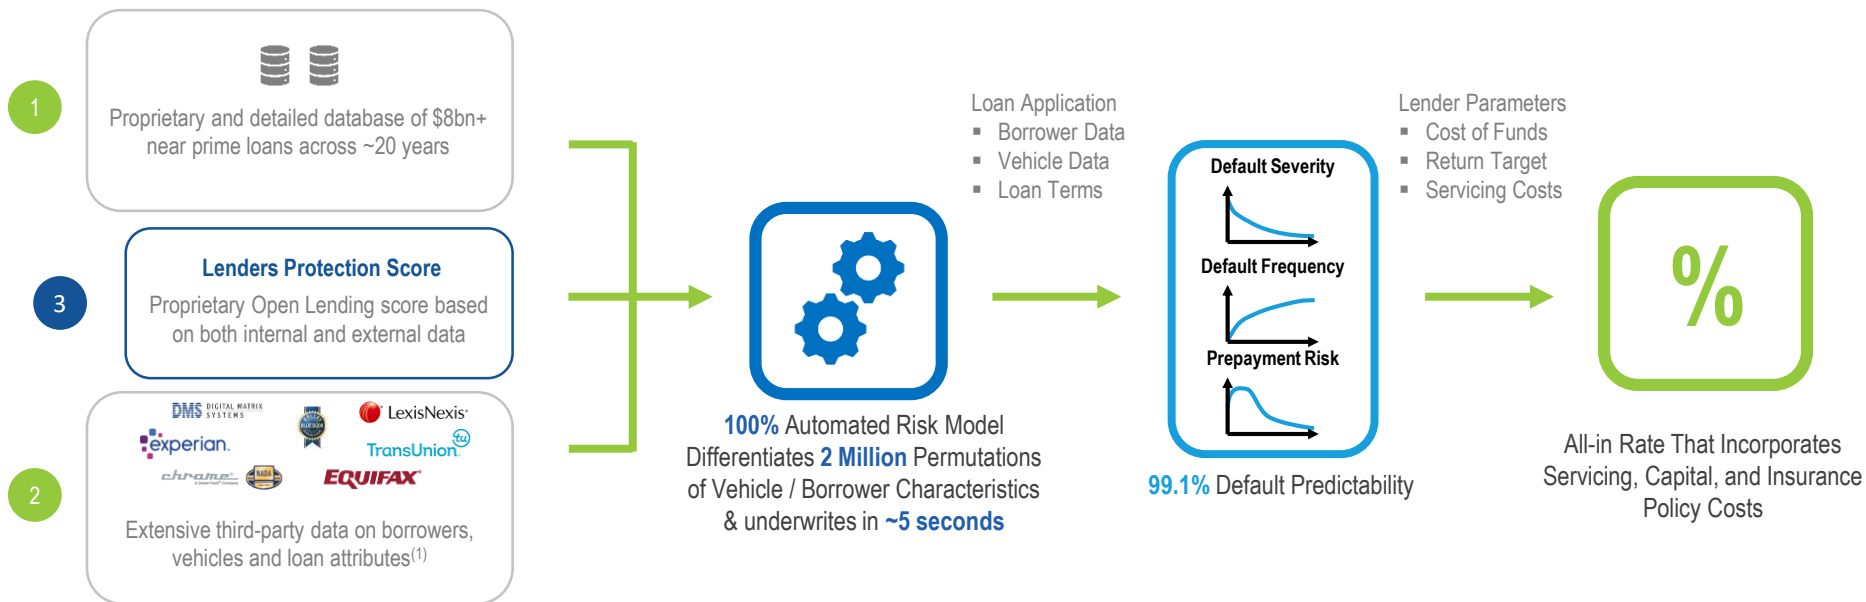 1
Proprietary and detailed database of $8bn+
near prime loans across ~20 years
3
Lenders Protection Score
Proprietary Open Lending score based
on both internal and external data
2
DMS DIGITAL MATRIX
SYSTEMS
LexisNexis®
BLUE BOOK
experian.
TransUnion tu
chrome®
NADA
EQUIFAX®
Extensive third-party data on borrowers,
vehicles and loan attributes(1)
100% Automated Risk Model
Differentiates 2 Million Permutations
of Vehicle / Borrower Characteristics
& underwrites in ~5 seconds
Loan Application
▪ Borrower Data
▪ Vehicle Data
▪ Loan Terms
Default Severity
Default Frequency
Prepayment Risk
99.1% Default Predictability
Lender Parameters
▪ Cost of Funds
▪ Return Target
▪ Servicing Costs
%
All-in Rate That Incorporates
Servicing, Capital, and Insurance
Policy Costs